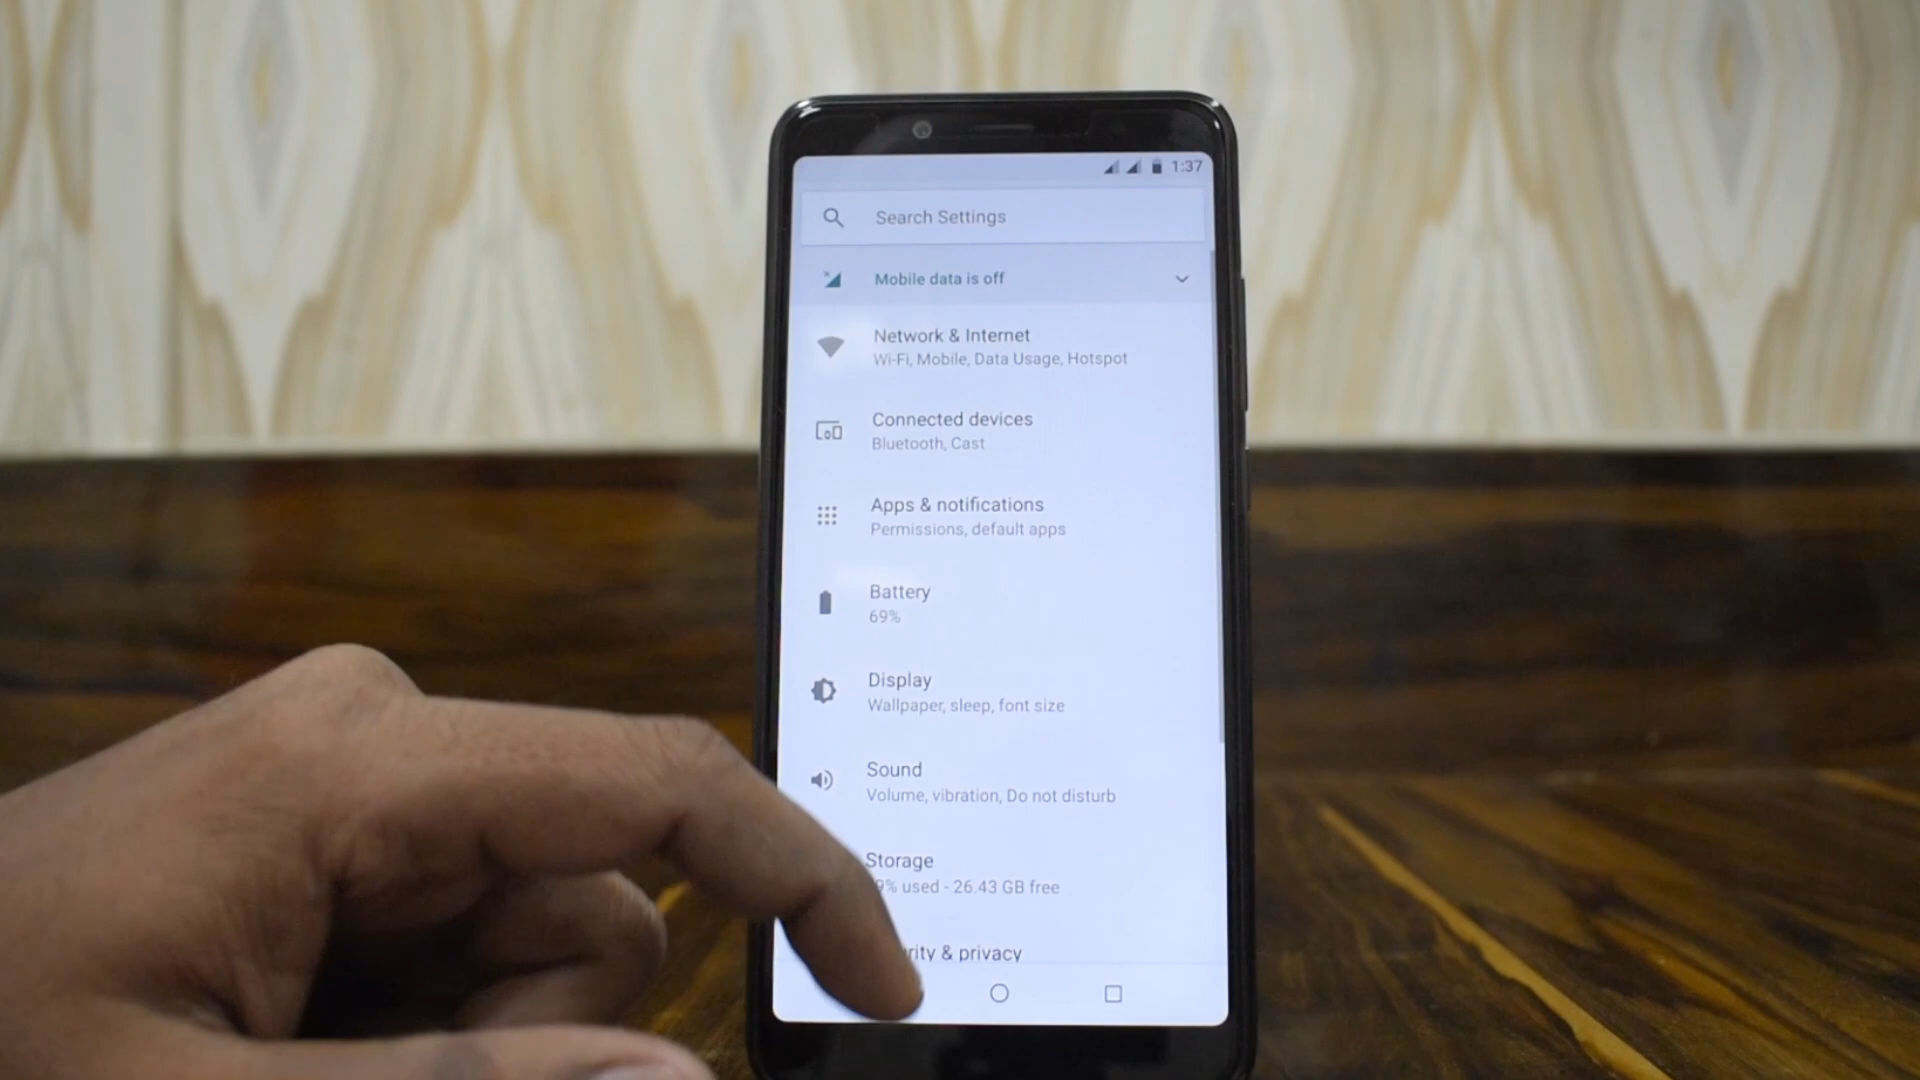 1:37
Search Settings
Mobile data is off
Network & Internet
Wi-Fi, Mobile, Data Usage, Hotspot
Connected devices
Bluetooth, Cast
Apps & notifications
Permissions, default apps
Battery
69%
Display
Wallpaper, sleep, font size
Sound
Volume, vibration, Do not disturb
Storage
9% used - 26.43 GB free
rity & privacy